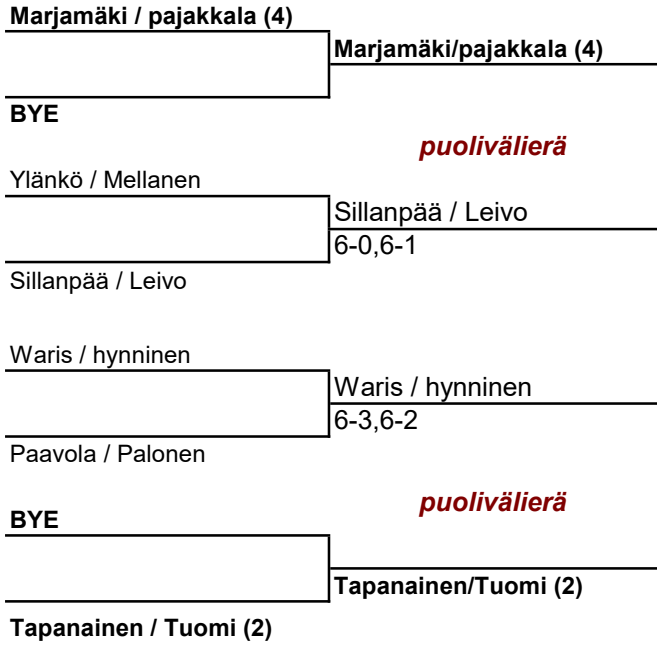 Marjamäki / pajakkala (4)
Marjamäki/pajakkala (4)
BYE
puolivälierä
Ylänkö / Mellanen
Sillanpää / Leivo
6-0,6-1
Sillanpää / Leivo
Waris / hynninen
Waris / hynninen
6-3,6-2
Paavola / Palonen
puolivälierä
BYE
Tapanainen/Tuomi (2)
Tapanainen / Tuomi (2)